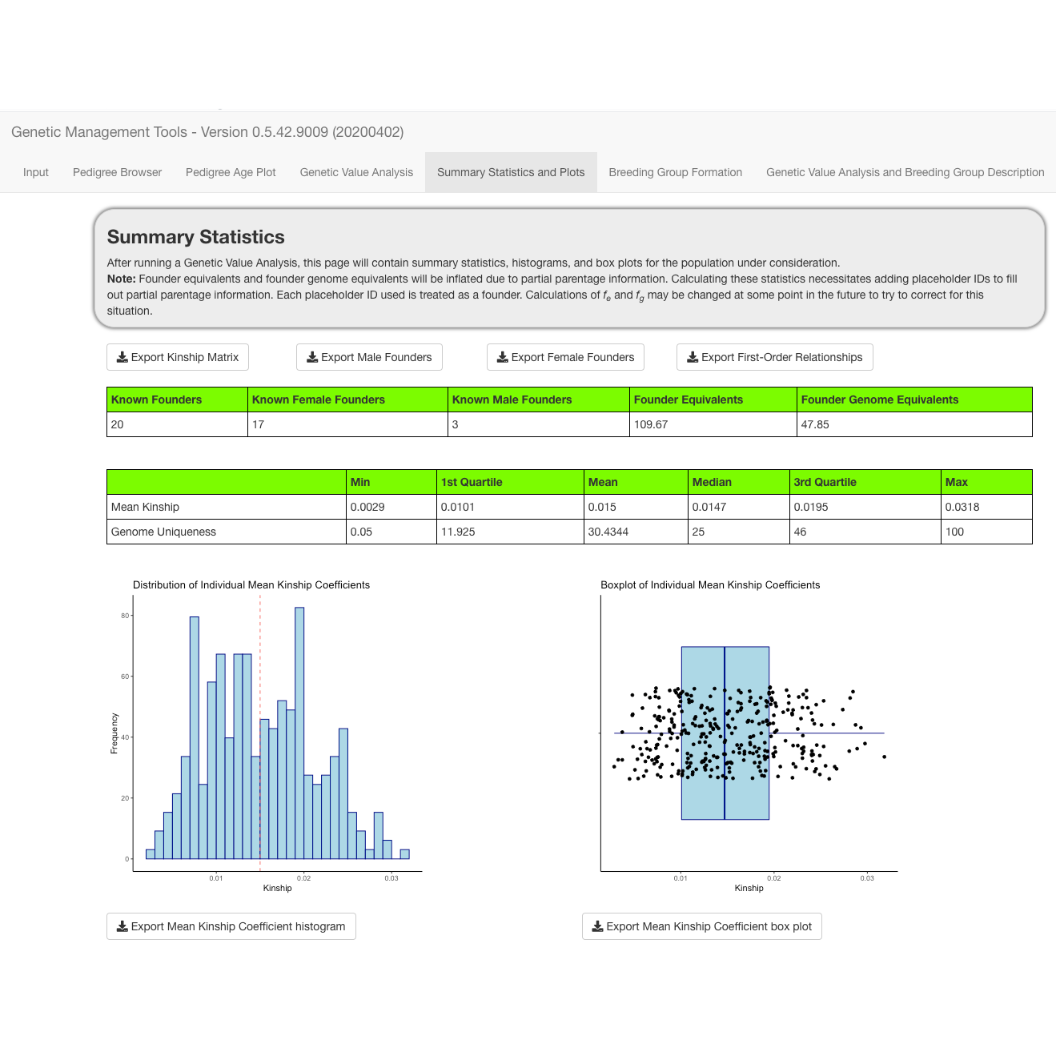 Genetic Management Tools - Version 0.5.42.9009 (20200402)
Input Pedigree Browser Pedigree Age Plot Genetic Value Analysis Summary Statistics and Plots Breeding Group Formation Genetic Value Analysis and Breeding Group Description
Summary Statistics
After running a Genetic Value Analysis, this page will contain summary statistics, histograms, and box plots for the population under consideration.
Note: Founder equivalents and founder genome equivalents will be inflated due to partial parentage information. Calculating these statistics necessitates adding placeholder IDs to fill
out partial parentage information. Each placeholder ID used is treated as a founder. Calculations of fe and fg may be changed at some point in the future to try to correct for this
situation.
Export Kinship Matrix Export Male Founders Export Female Founders Export First-Order Relationships
Known Founders Known Female Founders Known Male Founders Founder Equivalents Founder Genome Equivalents
20 17 3 109.67 47.85
Min 1st Quartile Mean Median 3rd Quartile Max
Mean Kinship 0.0029 0.0101 0.015 0.0147 0.0195 0.0318
Genome Uniqueness 0.05 11.925 30.4344 25 46 100
Distribution of Individual Mean Kinship Coefficients
80
60
40
20
0
Frequency
0.01 0.02 0.03
Kinship
Boxplot of Individual Mean Kinship Coefficients
0.01 0.02 0.03
Kinship
Export Mean Kinship Coefficient histogram Export Mean Kinship Coefficient box plot